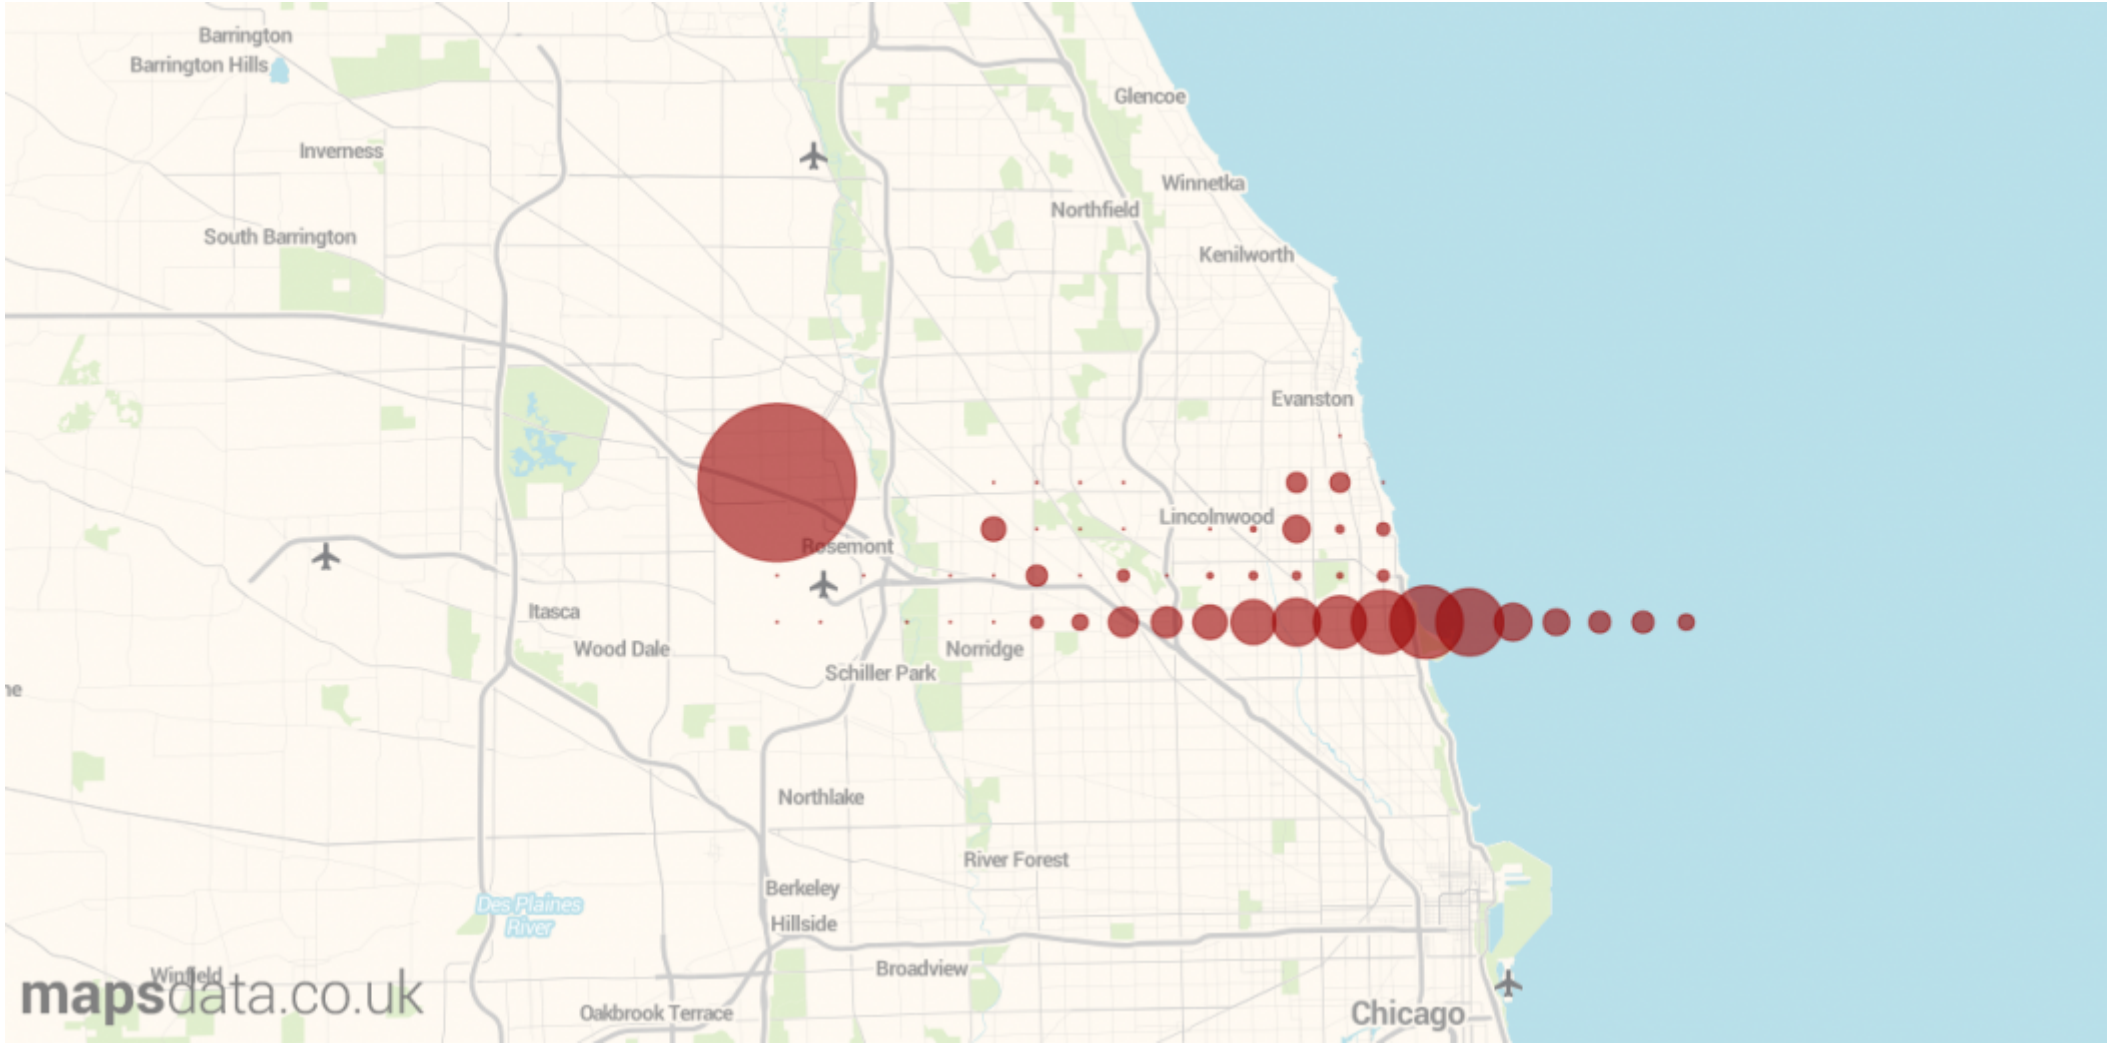 Barrington
Barrington Hills
Glencoe
Inverness
Winnetka
Northfield
South Barrington
Kenilworth
Evanston
Lincolnwood
Rosemont
Itasca
Wood Dale
Norridge
Schiller Park
ne
Northlake
River Forest
Berkeley
Des Plaines
River
Hillside
Broadview
Winfield
mapsdata.co.uk
Oakbrook Terrace
Chicago